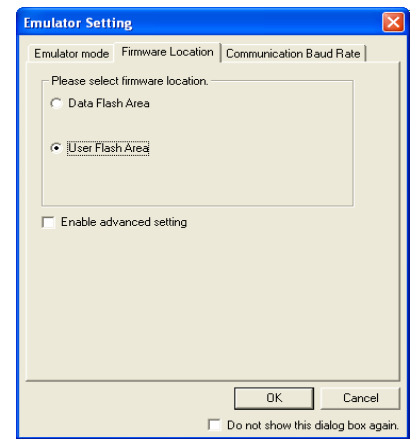 Emulator Setting
Emulator mode Firmware Location Communication Baud Rate
Please select firmware location.
Data Flash Area
User Flash Area
Enable advanced setting
OK Cancel
Do not show this dialog box again.